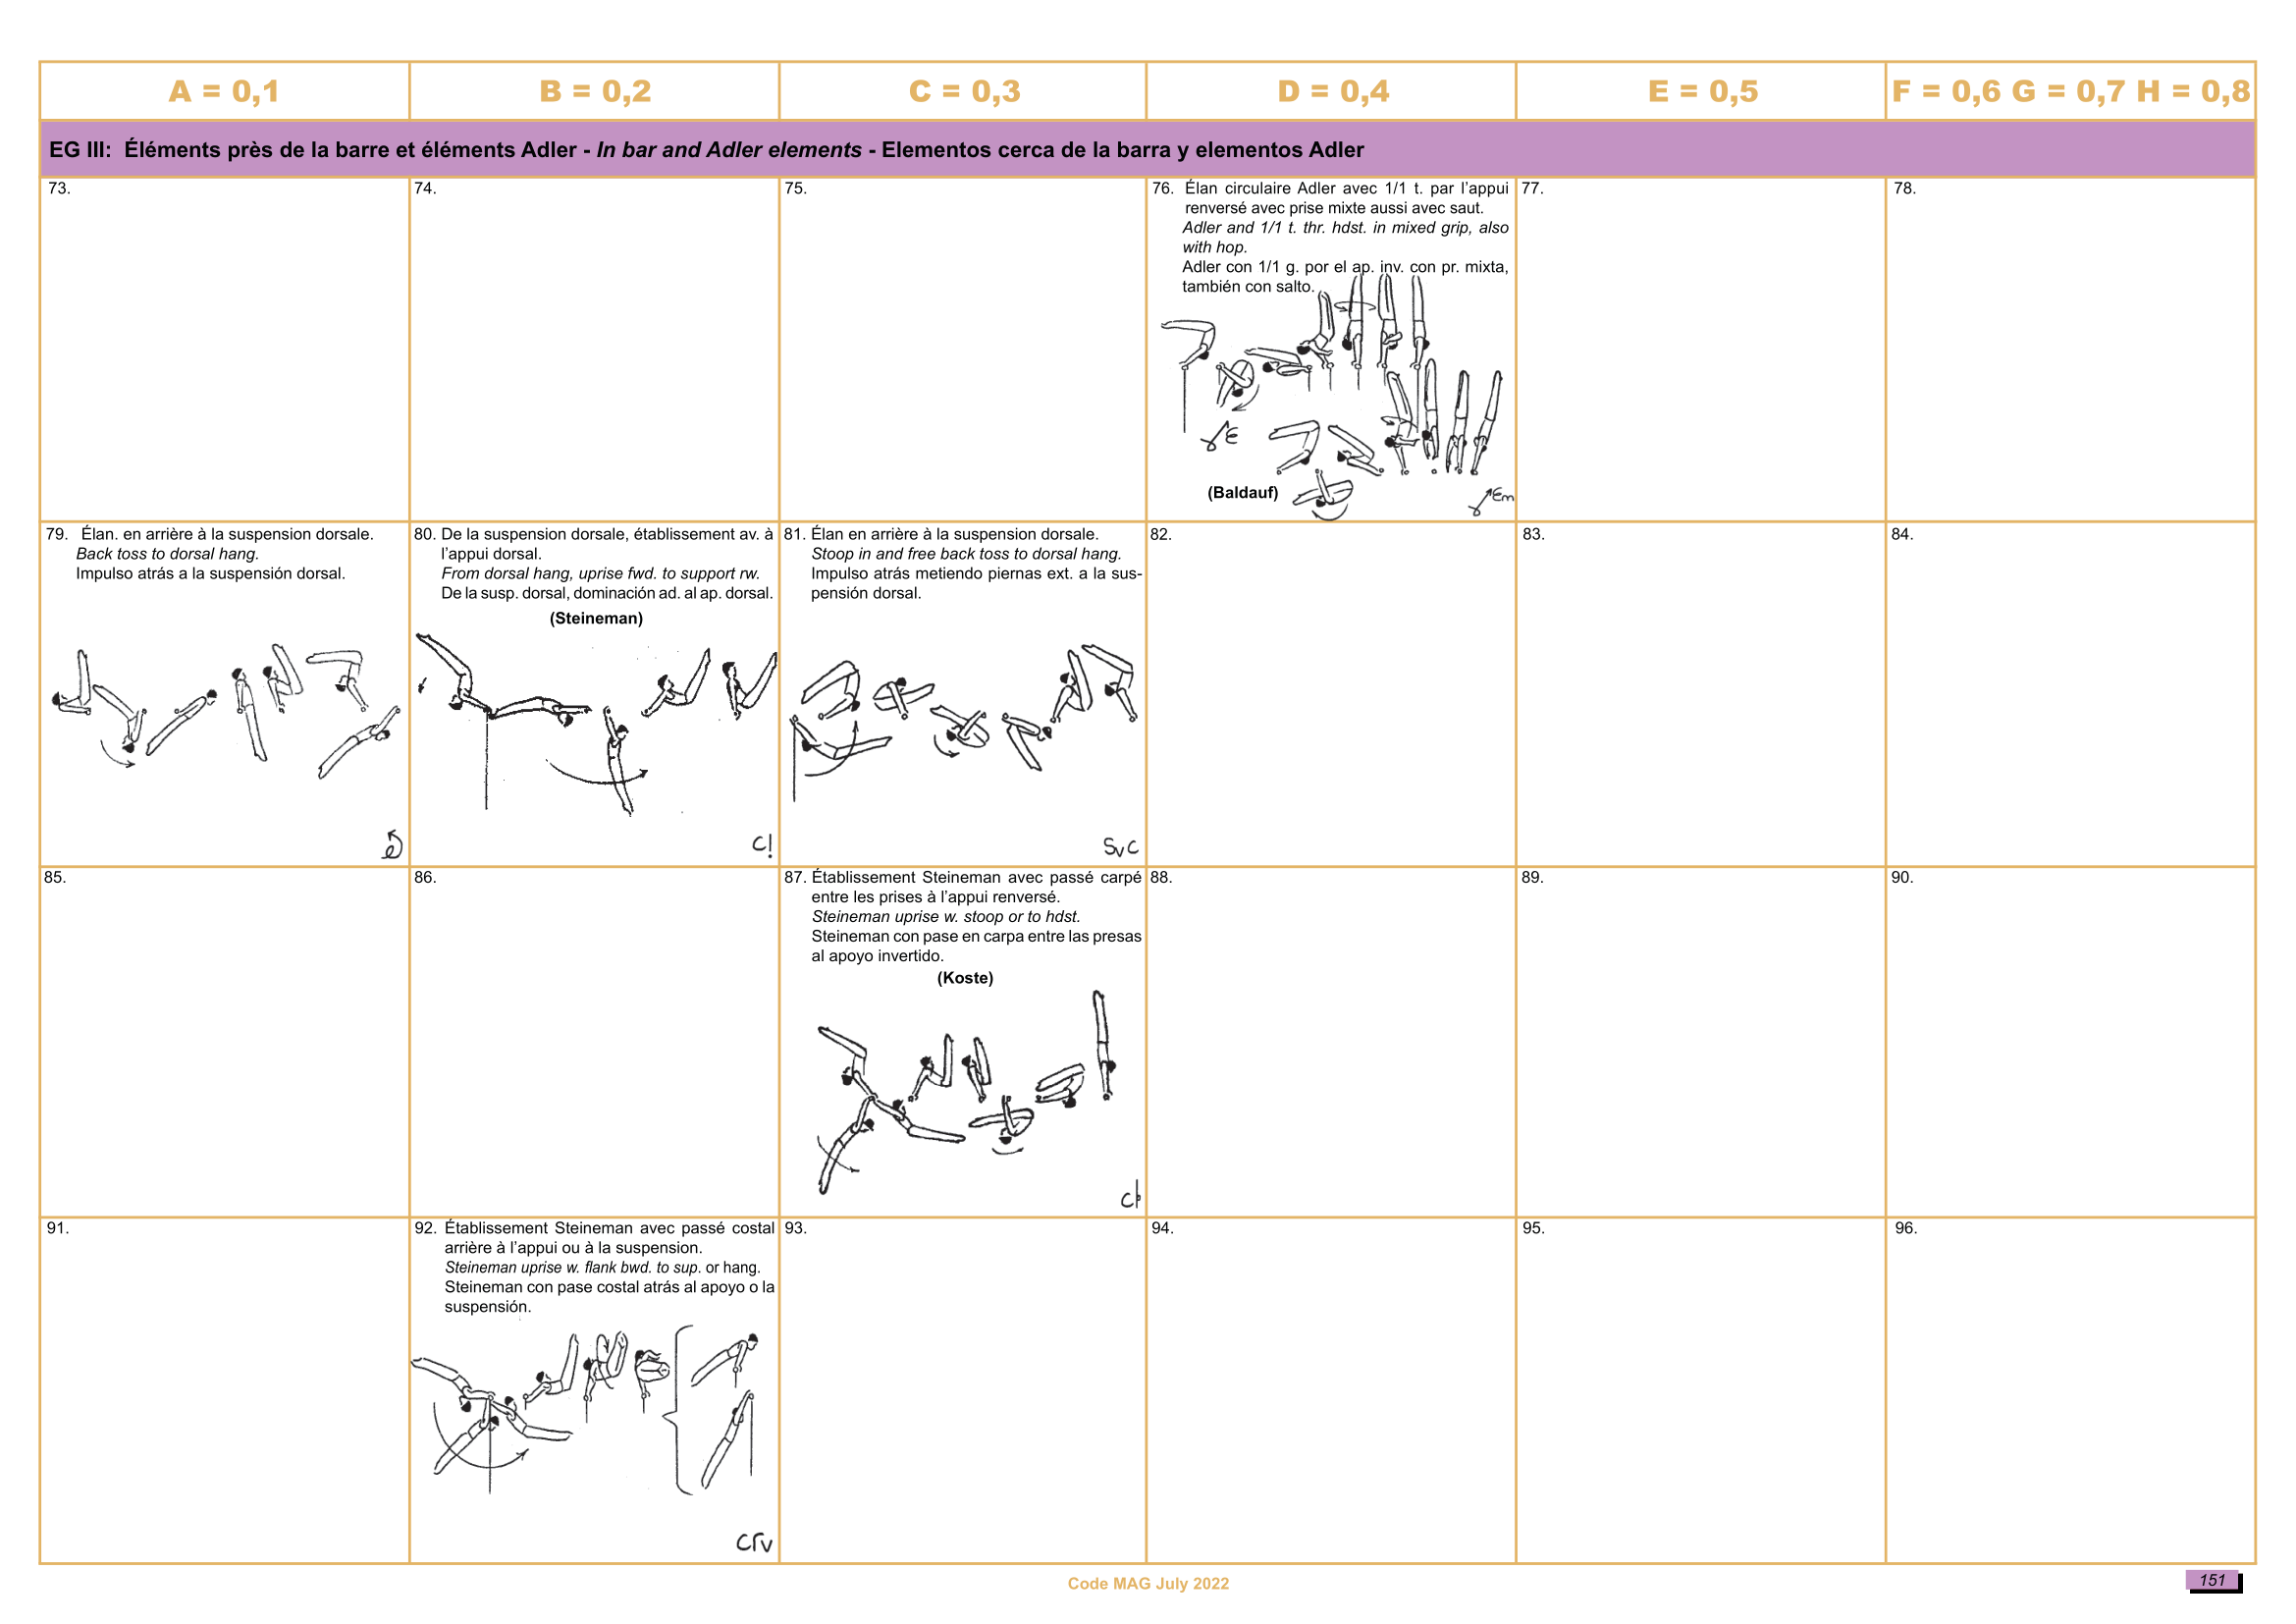 A = 0,1
B = 0,2
C = 0,3
D = 0,4
E = 0,5
F = 0,6 G = 0,7 H = 0,8
EG III: Éléments près de la barre et éléments Adler - In bar and Adler elements - Elementos cerca de la barra y elementos Adler
73.
74.
75.
76. Élan circulaire Adler avec 1/1 t. par l'appui
renversé avec prise mixte aussi avec saut.
Adler and 1/1 t. thr. hdst. in mixed grip, also
with hop.
Adler con 1/1 g. por el ap. inv. con pr. mixta,
también con salto.
(Baldauf)
77.
78.
79. Élan. en arrière à la suspension dorsale.
Back toss to dorsal hang.
Impulso atrás a la suspensión dorsal.
80. De la suspension dorsale, établissement av. à
l'appui dorsal.
From dorsal hang, uprise fwd. to support rw.
De la susp. dorsal, dominación ad. al ap. dorsal.
(Steineman)
C!
81. Élan en arrière à la suspension dorsale.
Stoop in and free back toss to dorsal hang.
Impulso atrás metiendo piernas ext. a la sus-
pensión dorsal.
SvC
82.
83.
84.
85.
86.
87. Établissement Steineman avec passé carpé
entre les prises à l'appui renversé.
Steineman uprise w. stoop or to hdst.
Steineman con pase en carpa entre las presas
al apoyo invertido.
(Koste)
88.
89.
90.
91.
92. Établissement Steineman avec passé costal
arrière à l'appui ou à la suspension.
Steineman uprise w. flank bwd. to sup. or hang.
Steineman con pase costal atrás al apoyo o la
suspensión.
93.
94.
95.
96.
Code MAG July 2022
151